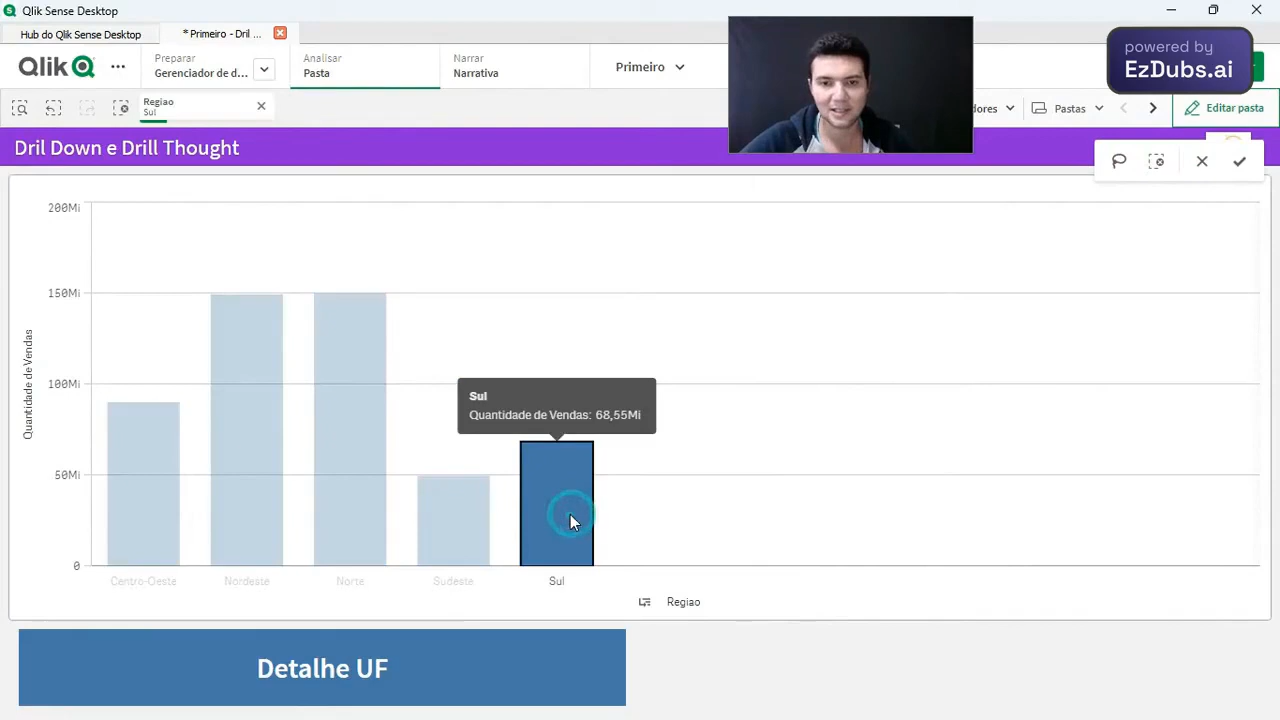 Qlik Sense Desktop
Hub do Qlik Sense Desktop
* Primeiro - Dril ...
powered by
EzDubs.ai
Qlik
Preparar
Gerenciador de d...
Analisar
Pasta
Narrar
Narrativa
Primeiro
Regiao
Sul
dores
Pastas
Editar pasta
Dril Down e Drill Thought
200Mi
150Mi
100Mi
50Mi
0
Quantidade de Vendas
Sul
Quantidade de Vendas: 68,55Mi
Centro-Oeste
Nordeste
Norte
Sudeste
Sul
Regiao
Detalhe UF